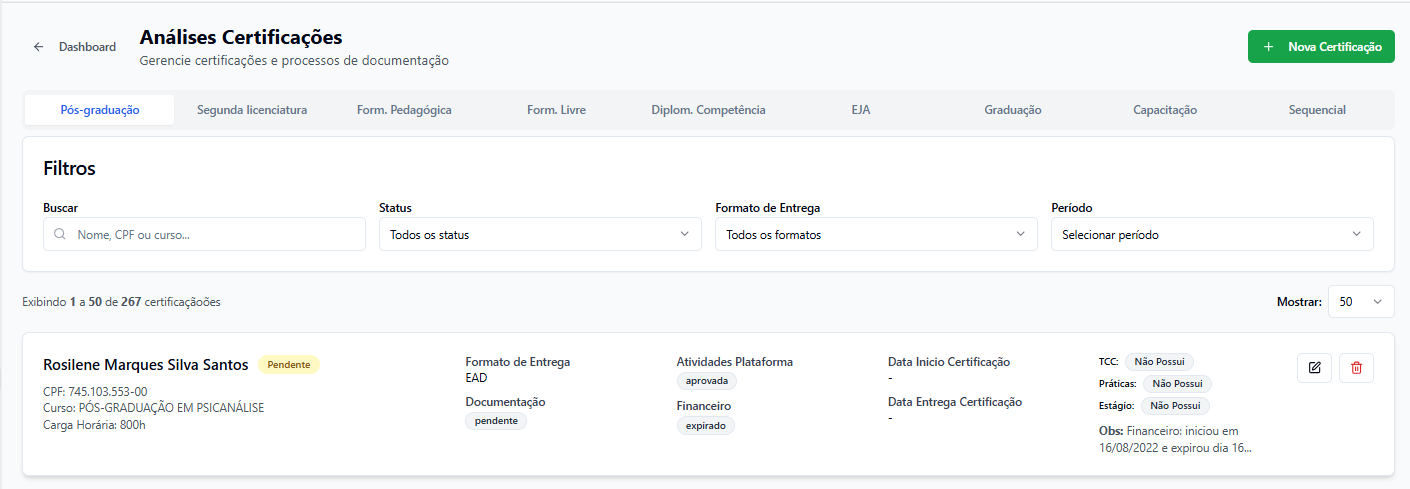 Dashboard
Análises Certificações
Gerencie certificações e processos de documentação
Nova Certificação
Pós-graduação
Segunda licenciatura
Form. Pedagógica
Form. Livre
Diplom. Competência
EJA
Graduação
Capacitação
Sequencial
Filtros
Buscar
Nome, CPF ou curso...
Status
Todos os status
Formato de Entrega
Todos os formatos
Período
Selecionar período
Exibindo 1 a 50 de 267 certificaçãoões
Mostrar: 50
Rosilene Marques Silva Santos Pendente
CPF: 745.103.553-00
Curso: PÓS-GRADUAÇÃO EM PSICANÁLISE
Carga Horária: 800h
Formato de Entrega
EAD
Documentação
pendente
Atividades Plataforma
aprovada
Financeiro
expirado
Data Inicio Certificação
-
Data Entrega Certificação
-
TCC: Não Possui
Práticas: Não Possui
Estágio: Não Possui
Obs: Financeiro: iniciou em
16/08/2022 e expirou dia 16...